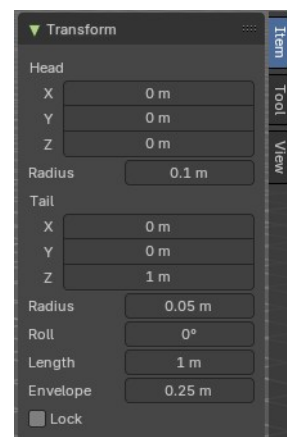 Transform
Head
X 0 m
Y 0 m
Z 0 m
Radius 0.1 m
Tail
X 0 m
Y 0 m
Z 1 m
Radius 0.05 m
Roll 0°
Length 1 m
Envelope 0.25 m
Lock
Item
Tool
View